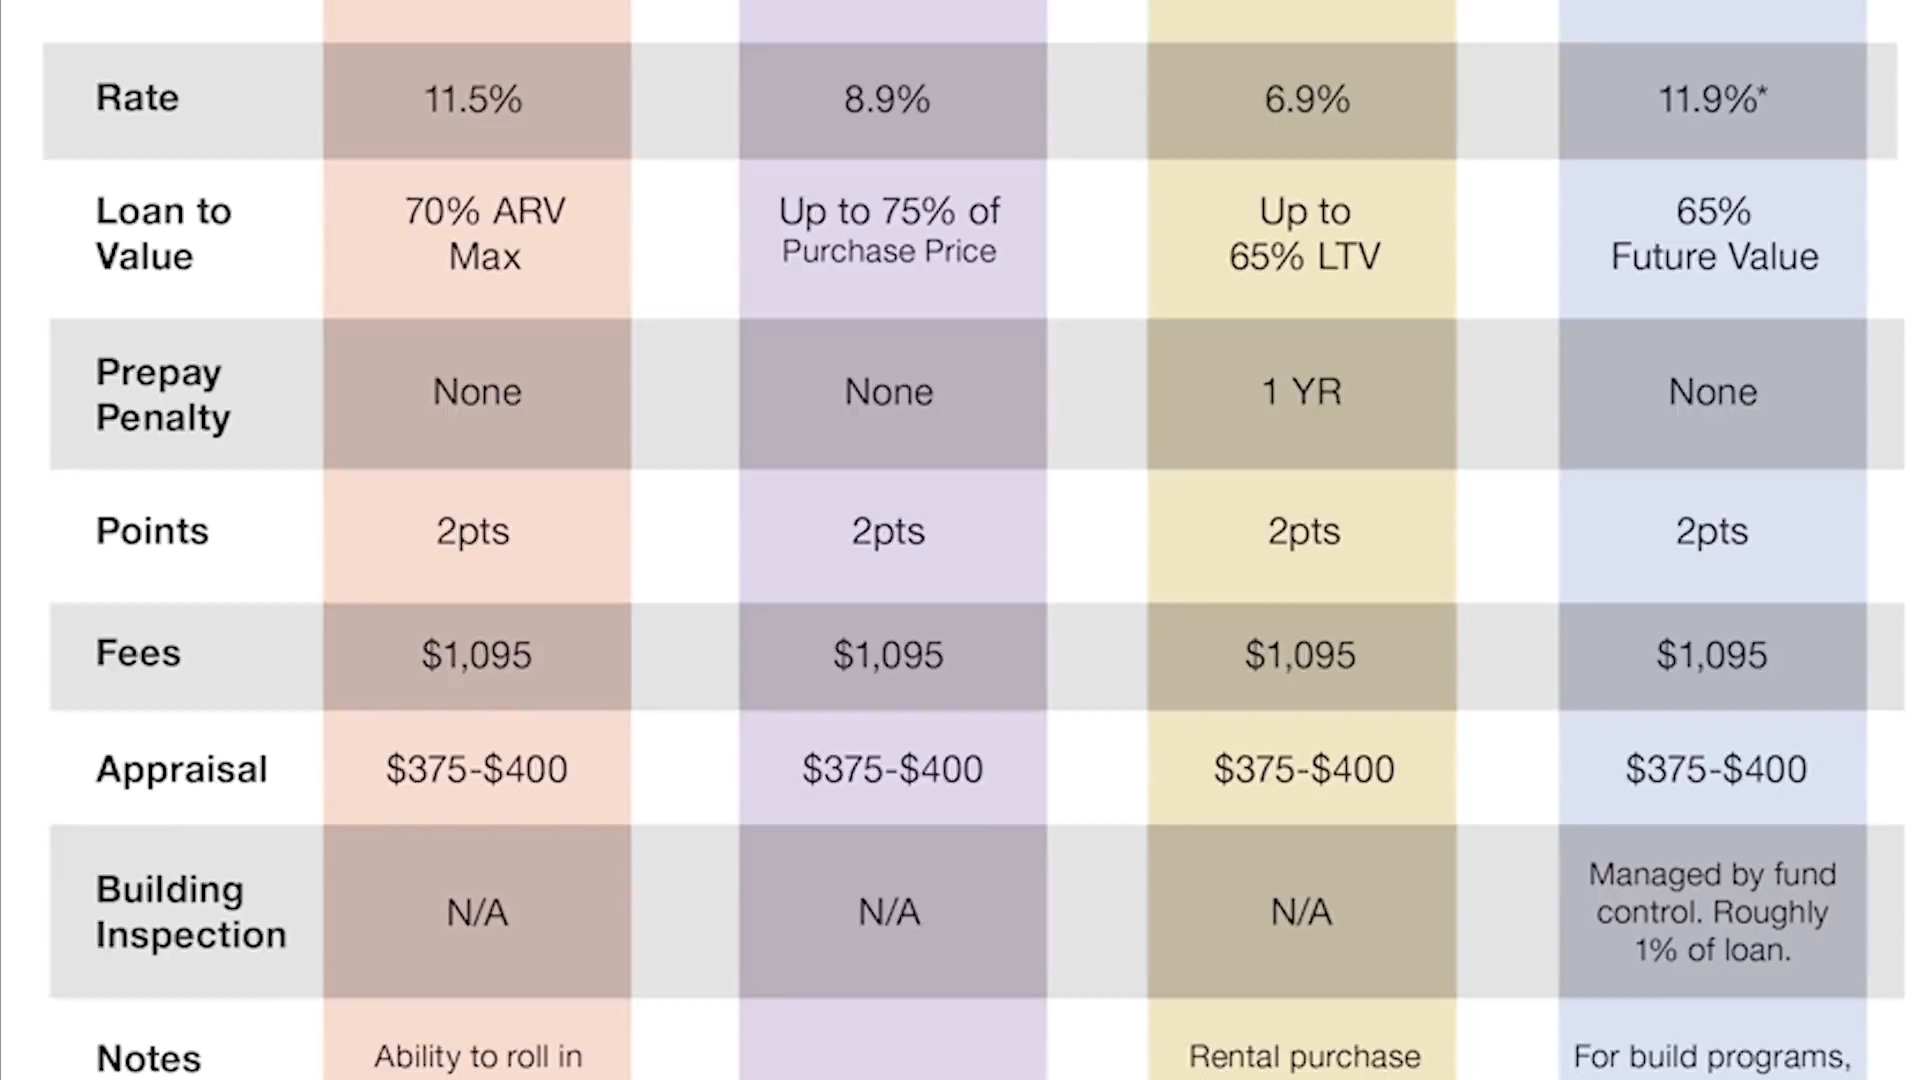 Rate 11.5% 8.9% 6.9% 11.9%*
Loan to 70% ARV Up to 75% of Up to 65%
Value Max Purchase Price 65% LTV Future Value
Prepay
Penalty None None 1 YR None
Points 2pts 2pts 2pts 2pts
Fees $1,095 $1,095 $1,095 $1,095
Appraisal $375-$400 $375-$400 $375-$400 $375-$400
Building
Inspection N/A N/A N/A Managed by fund
control. Roughly
1% of loan.
Notes Ability to roll in Rental purchase For build programs,